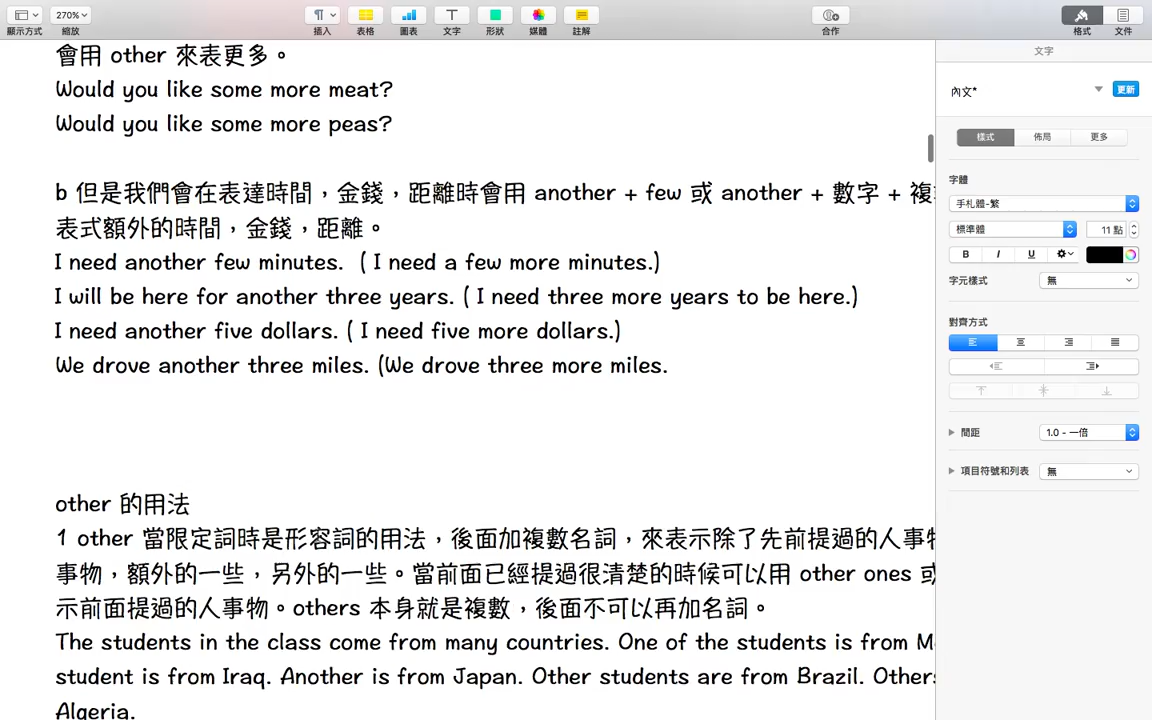 270%
顯示方式 縮放 插入 表格 圖表 文字 形狀 媒體 註解 合作 格式 文件
會用 other 來表更多。
Would you like some more meat?
Would you like some more peas?
b 但是我們會在表達時間，金錢，距離時會用 another + few 或 another + 數字 + 複
表式額外的時間，金錢，距離。
I need another few minutes. ( I need a few more minutes.)
I will be here for another three years. ( I need three more years to be here.)
I need another five dollars. ( I need five more dollars.)
We drove another three miles. (We drove three more miles.
other 的用法
1 other 當限定詞時是形容詞的用法，後面加複數名詞，來表示除了先前提過的人事物
事物，額外的一些，另外的一些。當前面已經提過很清楚的時候可以用 other ones 或
示前面提過的人事物。others 本身就是複數，後面不可以再加名詞。
The students in the class come from many countries. One of the students is from M
student is from Iraq. Another is from Japan. Other students are from Brazil. Others
Algeria.
文字
內文*
更新
樣式 佈局 更多
字體
手札體-繁
標準體 11 點
B I U
字元樣式 無
對齊方式
間距 1.0 - 一倍
項目符號和列表 無